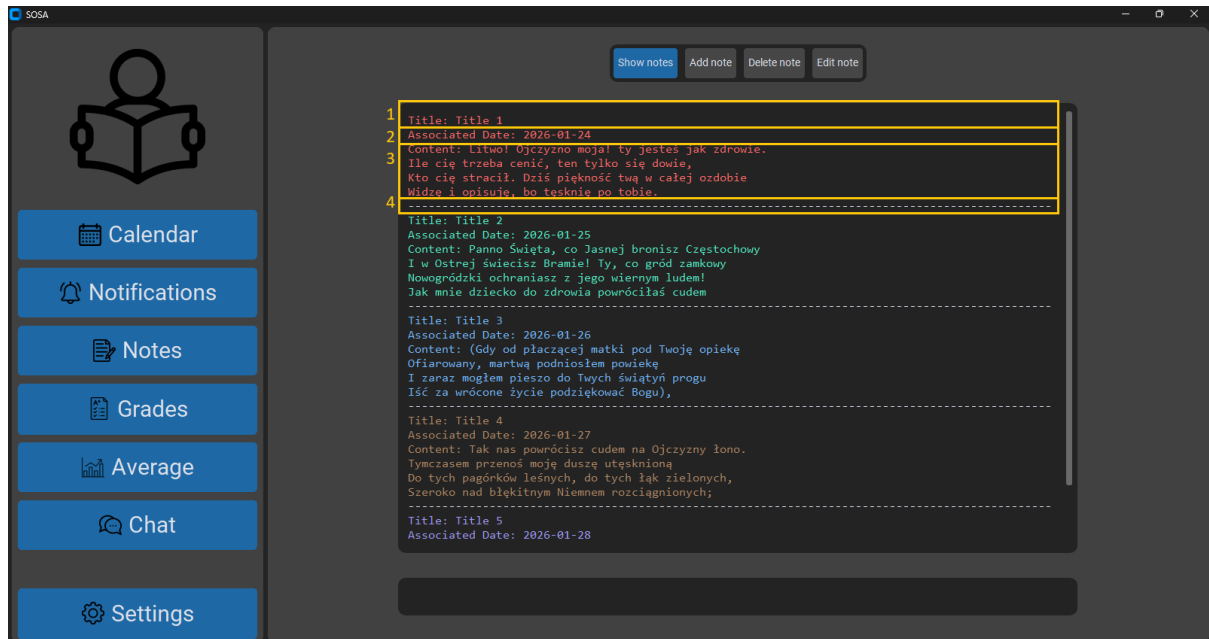 SOSA
Show notes Add note Delete note Edit note
Calendar
Notifications
Notes
Grades
Average
Chat
Settings
1
Title: Title 1
2
Associated Date: 2026-01-24
3
Content: Litwo! Ojczyzno moja! ty jesteś jak zdrowie.
Ile cię trzeba cenić, ten tylko się dowie,
Kto cię stracił. Dziś piękność twą w całej ozdobie
Widzę i opisuję, bo tęsknię po tobie.
4
-----------------------------------------------------------------------------------------------
Title: Title 2
Associated Date: 2026-01-25
Content: Panno Święta, co Jasnej bronisz Częstochowy
I w Ostrej świecisz Bramie! Ty, co gród zamkowy
Nowogródzki ochraniasz z jego wiernym ludem!
Jak mnie dziecko do zdrowia powróciłaś cudem
-----------------------------------------------------------------------------------------------
Title: Title 3
Associated Date: 2026-01-26
Content: (Gdy od płaczącej matki pod Twoję opiekę
Ofiarowany, martwą podniosłem powiekę
I zaraz mogłem pieszo do Twych świątyń progu
Iść za wrócone życie podziękować Bogu),
-----------------------------------------------------------------------------------------------
Title: Title 4
Associated Date: 2026-01-27
Content: Tak nas powrócisz cudem na Ojczyzny łono.
Tymczasem przenoś moję duszę utęsknioną
Do tych pagórków leśnych, do tych łąk zielonych,
Szeroko nad błękitnym Niemnem rozciągnionych;
-----------------------------------------------------------------------------------------------
Title: Title 5
Associated Date: 2026-01-28